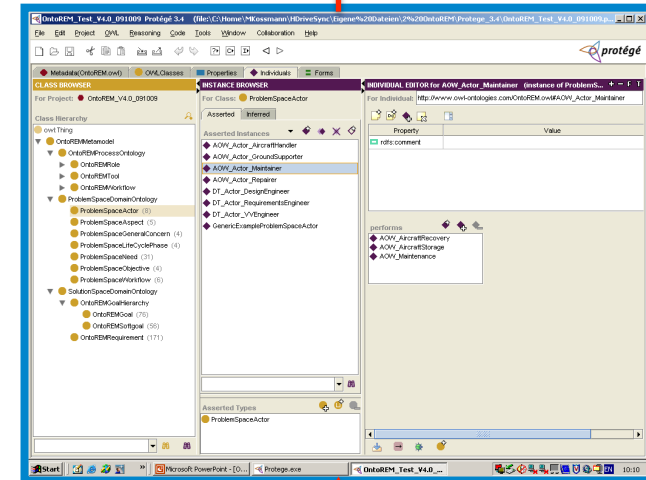 OntoREM_Test_V4.0_091009 Protégé 3.4 (file:\C:\Home\MKossmann\HDriveSync\Eigene%20Dateien\2%20OntoREM\Protege_3.4\OntoREM_Test_V4.0_091009.p...
File Edit Project OWL Reasoning Code Tools Window Collaboration Help
protégé
Metadata(OntoREM.owl) OWLClasses Properties Individuals Forms
CLASS BROWSER
For Project: OntoREM_V4.0_091009
Class Hierarchy
owl:Thing
OntoREMMetamodel
OntoREMProcessOntology
OntoREMRole
OntoREMTool
OntoREMWorkflow
ProblemSpaceDomainOntology
ProblemSpaceActor (8)
ProblemSpaceAspect (5)
ProblemSpaceGeneralConcern (4)
ProblemSpaceLifeCyclePhase (4)
ProblemSpaceNeed (31)
ProblemSpaceObjective (4)
ProblemSpaceWorkflow (6)
SolutionSpaceDomainOntology
OntoREMGoalHierarchy
OntoREMGoal (76)
OntoREMSoftgoal (56)
OntoREMRequirement (171)
INSTANCE BROWSER
For Class: ProblemSpaceActor
Asserted Inferred
Asserted Instances
AOW_Actor_AircraftHandler
AOW_Actor_GroundSupporter
AOW_Actor_Maintainer
AOW_Actor_Repairer
DT_Actor_DesignEngineer
DT_Actor_RequirementsEngineer
DT_Actor_VVEngineer
GenericExampleProblemSpaceActor
Asserted Types
ProblemSpaceActor
INDIVIDUAL EDITOR for AOW_Actor_Maintainer (instance of ProblemS...
For Individual: http://www.owl-ontologies.com/OntoREM.owl#AOW_Actor_Maintainer
Property Value
rdfs:comment
performs
AOW_AircraftRecovery
AOW_AircraftStorage
AOW_Maintenance
Start Microsoft PowerPoint - [O... Protege.exe OntoREM_Test_V4.0_... EN 10:10